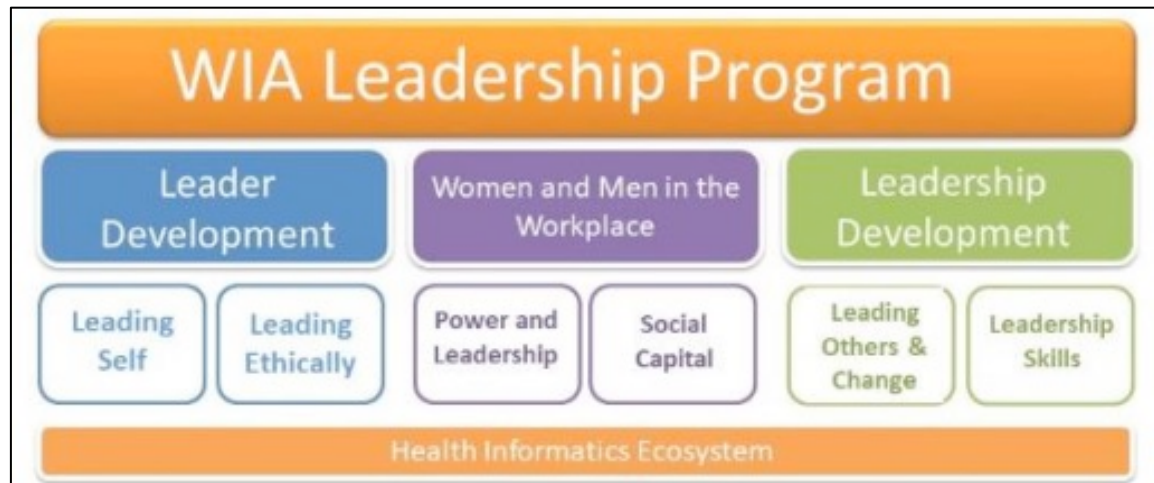 WIA Leadership Program
Leader
Development
Women and Men in the
Workplace
Leadership
Development
Leading
Self
Leading
Ethically
Power and
Leadership
Social
Capital
Leading
Others &
Change
Leadership
Skills
Health Informatics Ecosystem